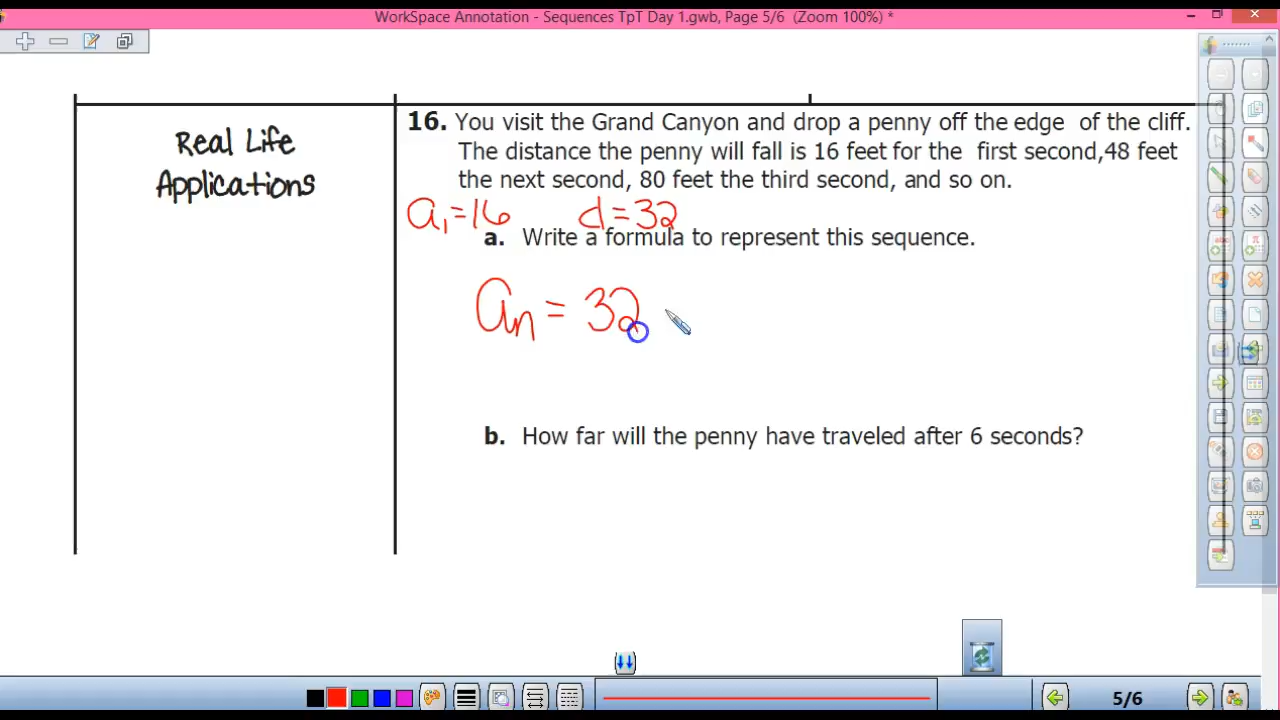 WorkSpace Annotation - Sequences TpT Day 1.gwb, Page 5/6 (Zoom 100%) *
Real Life
Applications
16. You visit the Grand Canyon and drop a penny off the edge of the cliff.
The distance the penny will fall is 16 feet for the first second,48 feet
the next second, 80 feet the third second, and so on.
a₁=16 d=32
a. Write a formula to represent this sequence.
aₙ = 32
b. How far will the penny have traveled after 6 seconds?
5/6